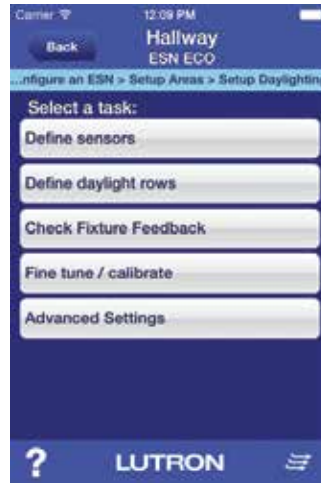 Carrier 12:09 PM
Back
Hallway
ESN ECO
...nfigure an ESN > Setup Areas > Setup Daylighting
Select a task:
Define sensors
Define daylight rows
Check Fixture Feedback
Fine tune / calibrate
Advanced Settings
? LUTRON